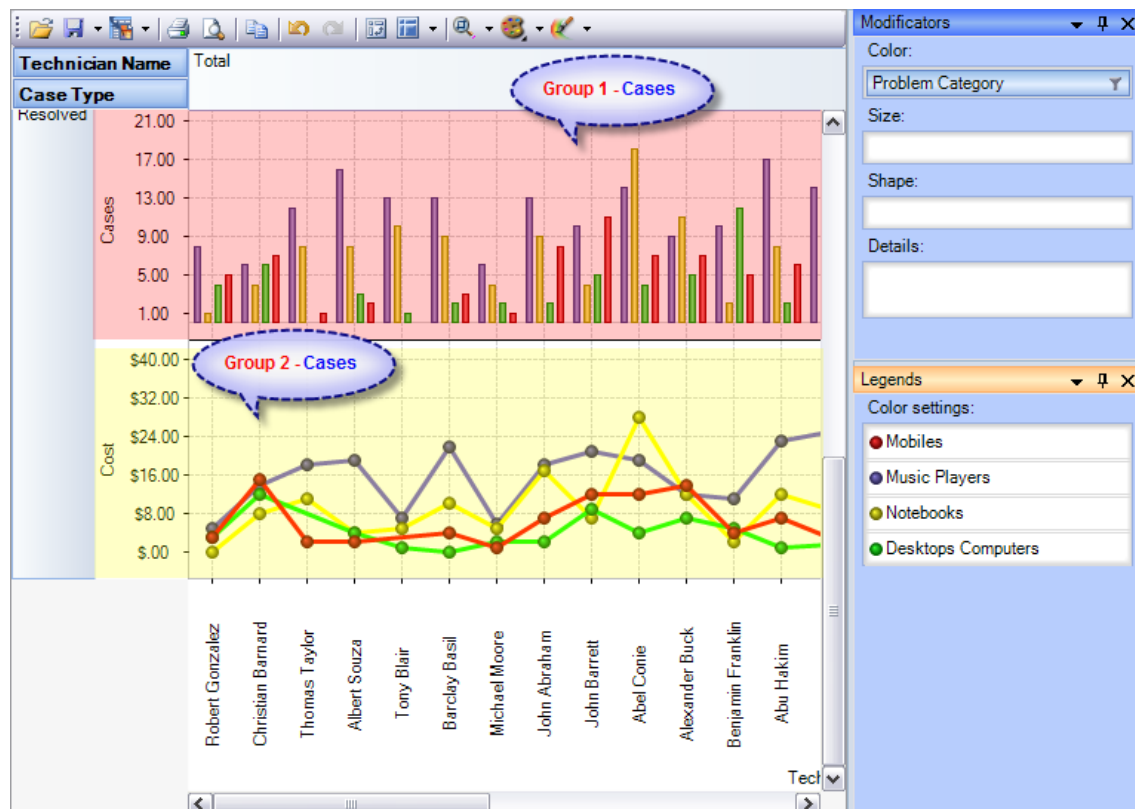 Technician Name
Total
Case Type
Group 1 - Cases
Resolved
Cases
21.00
17.00
13.00
9.00
5.00
1.00
Group 2 - Cases
Cost
$40.00
$32.00
$24.00
$16.00
$8.00
$.00
Robert Gonzalez
Christian Barnard
Thomas Taylor
Albert Souza
Tony Blair
Barclay Basil
Michael Moore
John Abraham
John Barrett
Abel Conie
Alexander Buck
Benjamin Franklin
Abu Hakim
Tech
Modificators
Color:
Problem Category
Size:
Shape:
Details:
Legends
Color settings:
Mobiles
Music Players
Notebooks
Desktops Computers